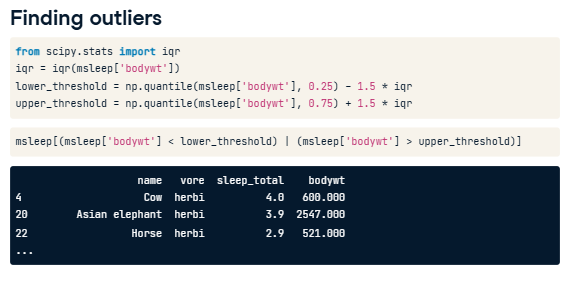 Finding outliers
from scipy.stats import iqr
iqr = iqr(msleep['bodywt'])
lower_threshold = np.quantile(msleep['bodywt'], 0.25) - 1.5 * iqr
upper_threshold = np.quantile(msleep['bodywt'], 0.75) + 1.5 * iqr
msleep[(msleep['bodywt'] < lower_threshold) | (msleep['bodywt'] > upper_threshold)]
name vore sleep_total bodywt
4 Cow herbi 4.0 600.000
20 Asian elephant herbi 3.9 2547.000
22 Horse herbi 2.9 521.000
...